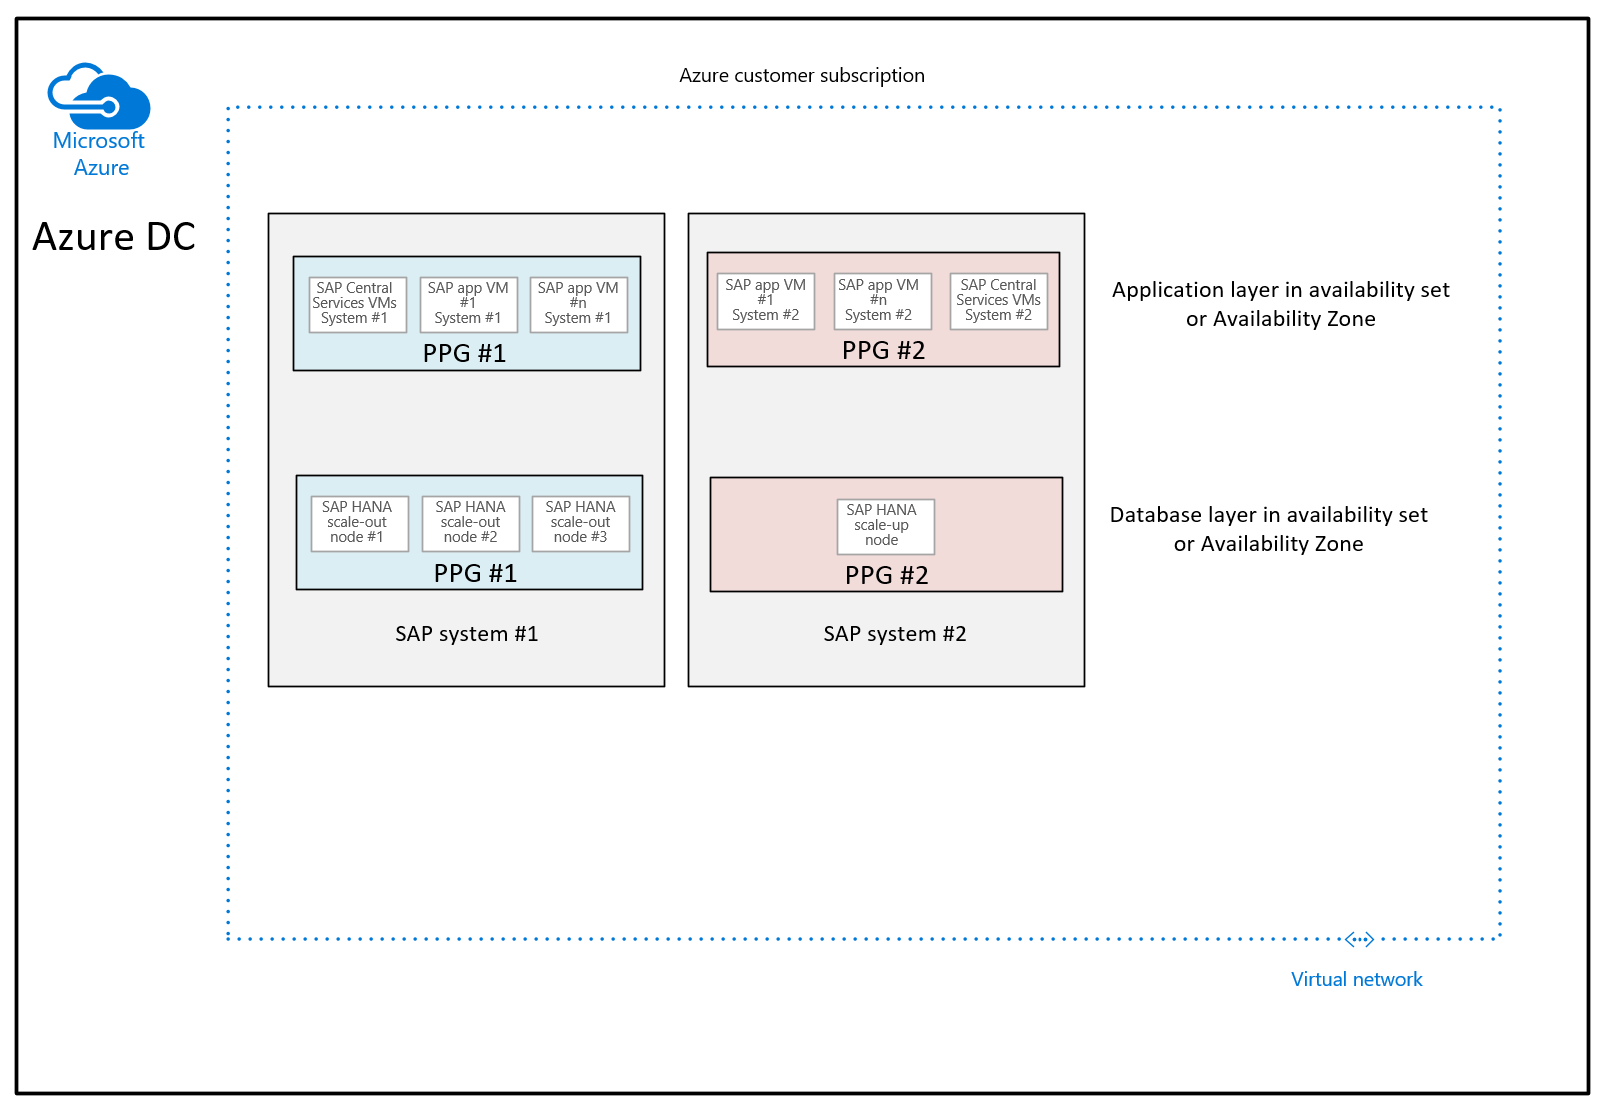 Azure customer subscription
Microsoft
Azure
Azure DC
SAP Central
Services VMs
System #1
SAP app VM
#1
System #1
SAP app VM
#n
System #1
PPG #1
SAP app VM
#1
System #2
SAP app VM
#n
System #2
SAP Central
Services VMs
System #2
PPG #2
Application layer in availability set
or Availability Zone
SAP HANA
scale-out
node #1
SAP HANA
scale-out
node #2
SAP HANA
scale-out
node #3
PPG #1
SAP HANA
scale-up
node
PPG #2
Database layer in availability set
or Availability Zone
SAP system #1
SAP system #2
Virtual network